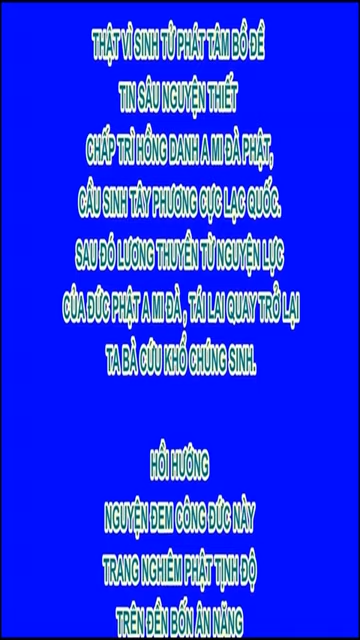 THẬT VÌ SINH TỬ PHÁT TÂM BỒ ĐỀ
TIN SÂU NGUYỆN THIẾT
CHẤP TRÌ HỒNG DANH A MI ĐÀ PHẬT,
CẦU SINH TÂY PHƯƠNG CỰC LẠC QUỐC.
SAU ĐÓ LƯƠNG THUYỀN TỪ NGUYỆN LỰC
CỦA ĐỨC PHẬT A MI ĐÀ , TÁI LAI QUAY TRỞ LẠI
TA BÀ CỨU KHỔ CHÚNG SINH.
HỒI HƯỚNG
NGUYỆN ĐEM CÔNG ĐỨC NÀY
TRANG NGHIÊM PHẬT TỊNH ĐỘ
TRÊN ĐỀN BỐN ÂN NĂNG